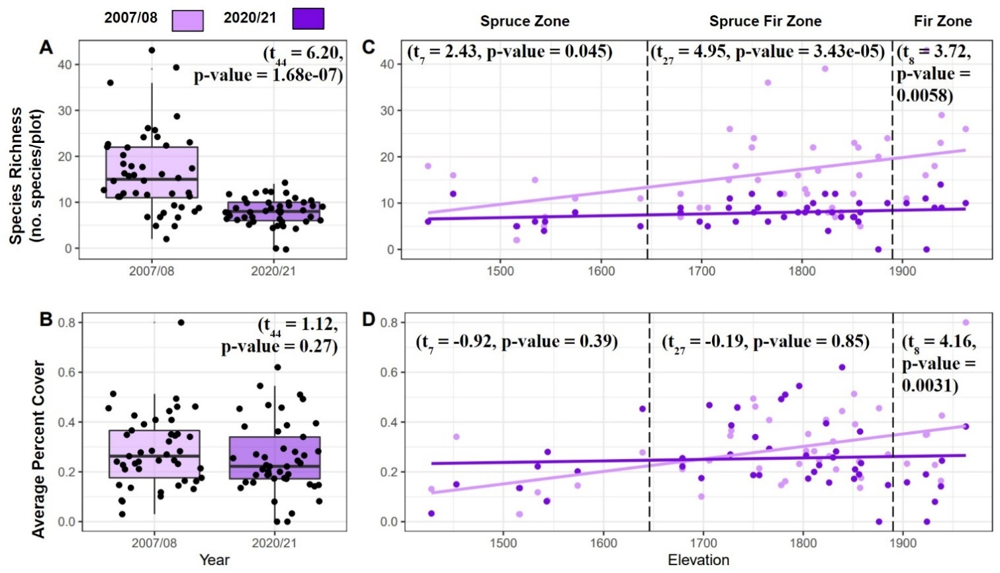 2007/08 2020/21
Spruce Zone Spruce Fir Zone Fir Zone
A
(t44 = 6.20,
p-value = 1.68e-07)
Species Richness
(no. species/plot)
40
30
20
10
0
2007/08 2020/21
C
(t7 = 2.43, p-value = 0.045)
(t27 = 4.95, p-value = 3.43e-05)
(t8 = 3.72,
p-value =
0.0058)
40
30
20
10
0
1500 1600 1700 1800 1900
B
(t44 = 1.12,
p-value = 0.27)
Average Percent Cover
0.8
0.6
0.4
0.2
0.0
2007/08 2020/21
Year
D
(t7 = -0.92, p-value = 0.39)
(t27 = -0.19, p-value = 0.85)
(t8 = 4.16,
p-value =
0.0031)
0.8
0.6
0.4
0.2
0.0
1500 1600 1700 1800 1900
Elevation